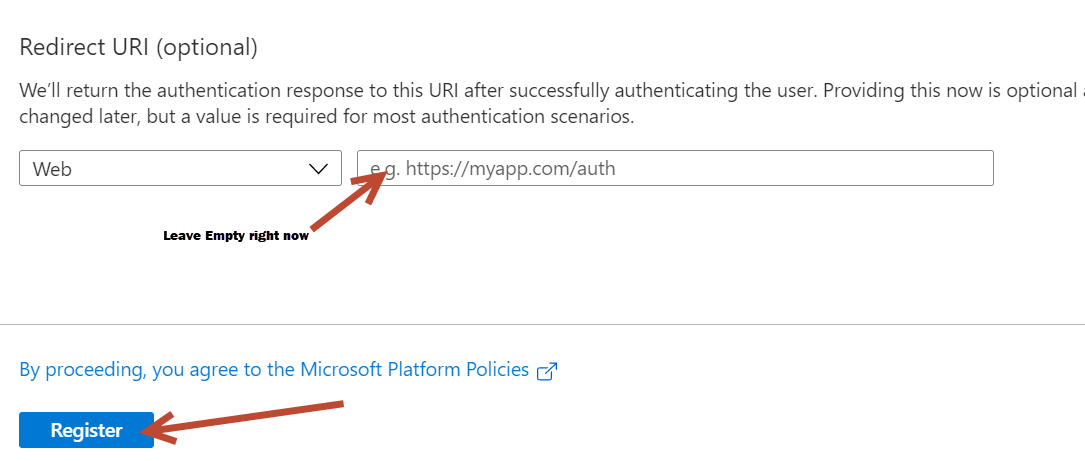 Redirect URI (optional)
We'll return the authentication response to this URI after successfully authenticating the user. Providing this now is optional
changed later, but a value is required for most authentication scenarios.
Web
e.g. https://myapp.com/auth
Leave Empty right now
By proceeding, you agree to the Microsoft Platform Policies
Register